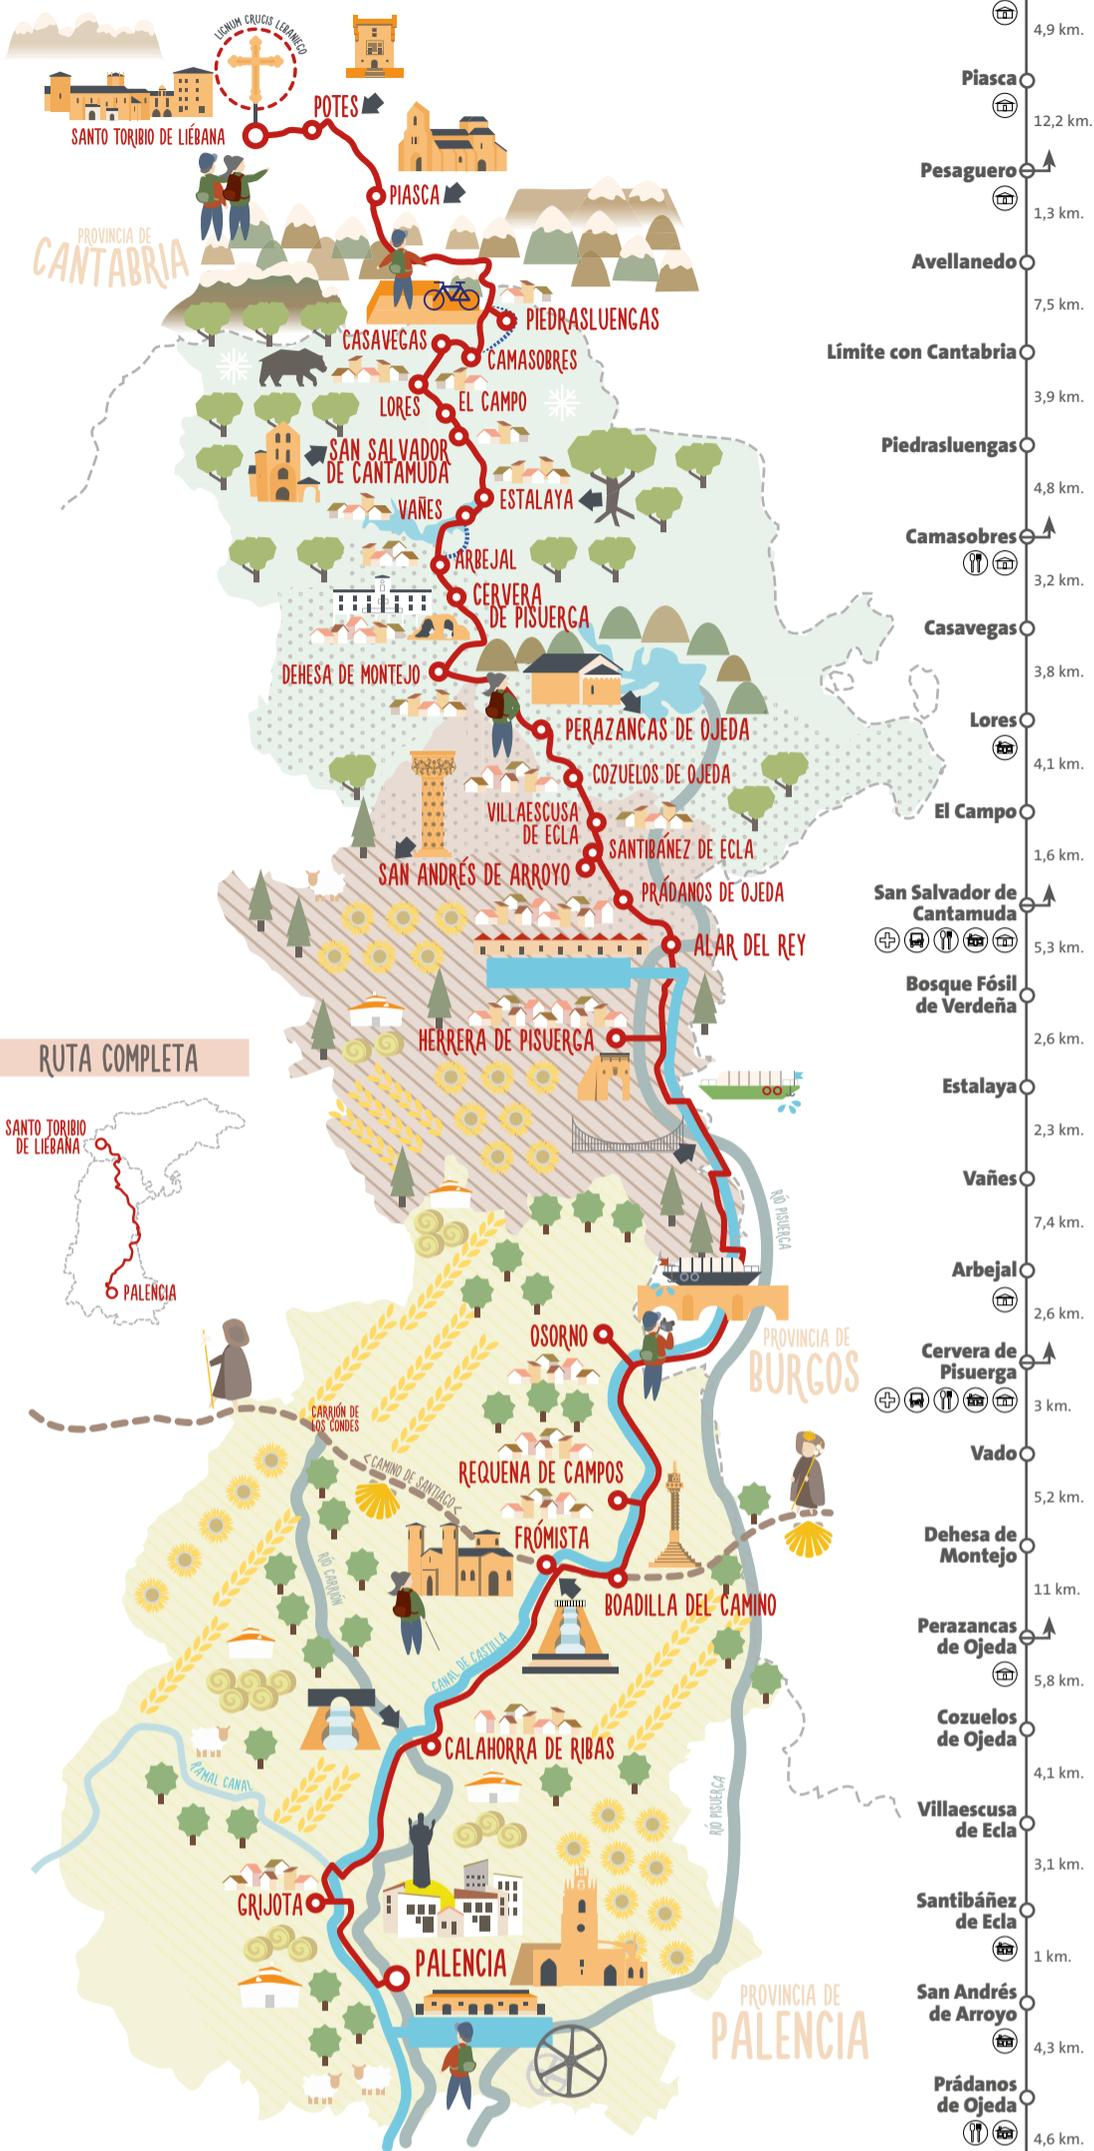 LIGNUM CRUCIS LEBANIEGO
POTES
SANTO TORIBIO DE LIÉBANA
PIASCA
PROVINCIA DE
CANTABRIA
PIEDRASLUENGAS
CASAVEGAS
CAMASOBRES
LORES
EL CAMPO
SAN SALVADOR
DE CANTAMUDA
ESTALAYA
VAÑES
ARBEJAL
CERVERA
DE PISUERGA
DEHESA DE MONTEJO
PERAZANCAS DE OJEDA
COZUELOS DE OJEDA
VILLAESCUSA
DE ECLA
SANTIBÁÑEZ DE ECLA
SAN ANDRÉS DE ARROYO
PRÁDANOS DE OJEDA
ALAR DEL REY
HERRERA DE PISUERGA
RUTA COMPLETA
SANTO TORIBIO
DE LIÉBANA
PALENCIA
RÍO PISUERGA
OSORNO
PROVINCIA DE
BURGOS
CARRIÓN DE
LOS CONDES
< CAMINO DE SANTIAGO <
REQUENA DE CAMPOS
FRÓMISTA
RÍO CARRIÓN
BOADILLA DEL CAMINO
CANAL DE CASTILLA
CALAHORRA DE RIBAS
RAMAL CANAL
RÍO PISUERGA
GRIJOTA
PALENCIA
PROVINCIA DE
PALENCIA
4,9 km.
Piasca
12,2 km.
Pesaguero
1,3 km.
Avellanedo
7,5 km.
Límite con Cantabria
3,9 km.
Piedrasluengas
4,8 km.
Camasobres
3,2 km.
Casavegas
3,8 km.
Lores
4,1 km.
El Campo
1,6 km.
San Salvador de
Cantamuda
5,3 km.
Bosque Fósil
de Verdeña
2,6 km.
Estalaya
2,3 km.
Vañes
7,4 km.
Arbejal
2,6 km.
Cervera de
Pisuerga
3 km.
Vado
5,2 km.
Dehesa de
Montejo
11 km.
Perazancas
de Ojeda
5,8 km.
Cozuelos
de Ojeda
4,1 km.
Villaescusa
de Ecla
3,1 km.
Santibáñez
de Ecla
1 km.
San Andrés
de Arroyo
4,3 km.
Prádanos
de Ojeda
4,6 km.